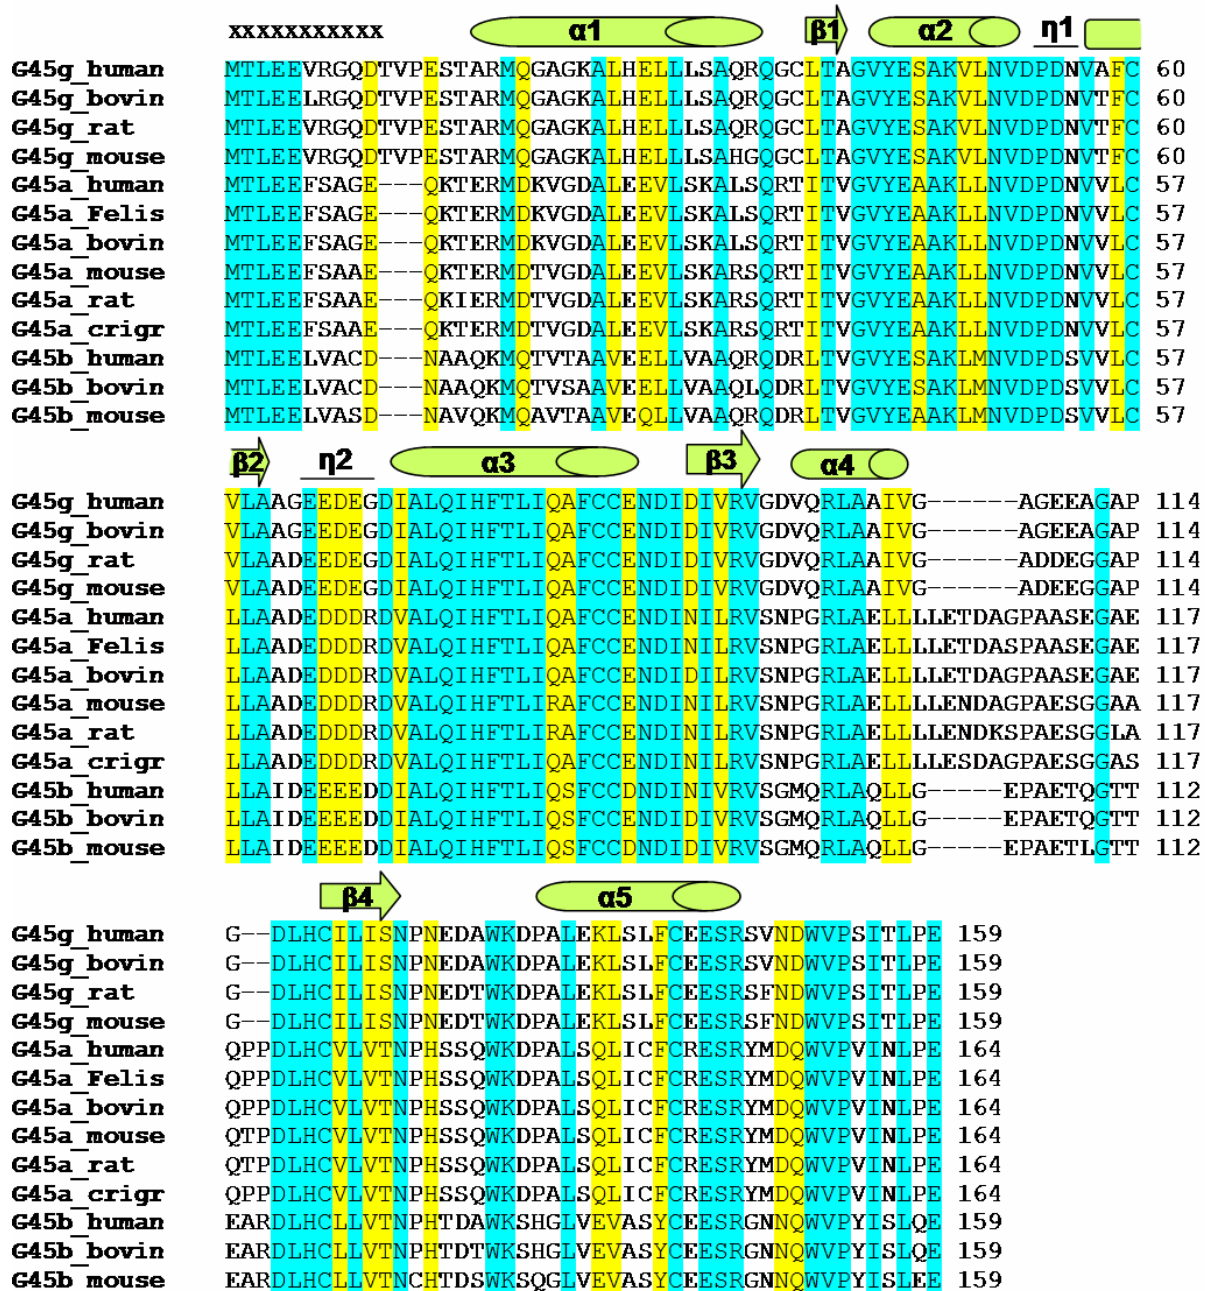 xxxxxxxxxxx α1 β1 α2 η1
G45g_human MTLEEVRGQDTVPESTARMQGAGKALHELLLSAQRQGCLTAGVYESAKVLNVDPDNVAFC 60
G45g_bovin MTLEELRGQDTVPESTARMQGAGKALHELLLSAQRQGCLTAGVYESAKVLNVDPDNVTFC 60
G45g_rat MTLEEVRGQDTVPESTARMQGAGKALHELLLSAQRQGCLTAGVYESAKVLNVDPDNVTFC 60
G45g_mouse MTLEEVRGQDTVPESTARMQGAGKALHELLLSAHGQGCLTAGVYESAKVLNVDPDNVTFC 60
G45a_human MTLEEFSAGE---QKTERMDKVGDALEEVLSKALSQRTITVGVYEAAKLLNVDPDNVVLC 57
G45a_Felis MTLEEFSAGE---QKTERMDKVGDALEEVLSKALSQRTITVGVYEAAKLLNVDPDNVVLC 57
G45a_bovin MTLEEFSAGE---QKTERMDKVGDALEEVLSKALSQRTITVGVYEAAKLLNVDPDNVVLC 57
G45a_mouse MTLEEFSAAE---QKTERMDTVGDALEEVLSKARSQRTITVGVYEAAKLLNVDPDNVVLC 57
G45a_rat MTLEEFSAAE---QKIERMDTVGDALEEVLSKARSQRTITVGVYEAAKLLNVDPDNVVLC 57
G45a_crigr MTLEEFSAAE---QKTERMDTVGDALEEVLSKARSQRTITVGVYEAAKLLNVDPDNVVLC 57
G45b_human MTLEELVACD---NAAQKMQTVTAAVEELLVAAQRQDRLTVGVYESAKLMNVDPDSVVLC 57
G45b_bovin MTLEELVACD---NAAQKMQTVSAAVEELLVAAQLQDRLTVGVYESAKLMNVDPDSVVLC 57
G45b_mouse MTLEELVASD---NAVQKMQAVTAAVEQLLVAAQRQDRLTVGVYEAAKLMNVDPDSVVLC 57
β2 η2 α3 β3 α4
G45g_human VLAAGEEDEGDIALQIHFTLIQAFCCENDIDIVRVGDVQRLAAIVG------AGEEAGAP 114
G45g_bovin VLAAGEEDEGDIALQIHFTLIQAFCCENDIDIVRVGDVQRLAAIVG------AGEEAGAP 114
G45g_rat VLAADEEDEGDIALQIHFTLIQAFCCENDIDIVRVGDVQRLAAIVG------ADDEGGAP 114
G45g_mouse VLAADEEDEGDIALQIHFTLIQAFCCENDIDIVRVGDVQRLAAIVG------ADEEGGAP 114
G45a_human LLAADEDDDRDVALQIHFTLIQAFCCENDINILRVSNPGRLAELLLLETDAGPAASEGAE 117
G45a_Felis LLAADEDDDRDVALQIHFTLIQAFCCENDINILRVSNPGRLAELLLLETDASPAASEGAE 117
G45a_bovin LLAADEDDDRDVALQIHFTLIQAFCCENDINILRVSNPGRLAELLLLETDAGPAASEGAE 117
G45a_mouse LLAADEDDDRDVALQIHFTLIRAFCCENDINILRVSNPGRLAELLLLENDAGPAESGGAA 117
G45a_rat LLAADEDDDRDVALQIHFTLIRAFCCENDINILRVSNPGRLAELLLLENDKSPAESGGLA 117
G45a_crigr LLAADEDDDRDVALQIHFTLIRAFCCENDINILRVSNPGRLAELLLLESDAGPAESGGAS 117
G45b_human LLAIDEEEEDDIALQIHFTLIQSFCCDNDINIVRVSGMQRLAQLLG-----EPAETQGTT 112
G45b_bovin LLAIDEEEEDDIALQIHFTLIQSFCCENDINIVRVSGMQRLAQLLG-----EPAETQGTT 112
G45b_mouse LLAIDEEEEDDIALQIHFTLIQSFCCDNDIDIVRVSGMQRLAQLLG-----EPAETLGTT 112
β4 α5
G45g_human G--DLHCILISNPNEDAWKDPALEKLSLFCEESRSVNDWVPSITLPE 159
G45g_bovin G--DLHCILISNPNEDAWKDPALEKLSLFCEESRSVNDWVPSITLPE 159
G45g_rat G--DLHCILISNPNEDTWKDPALEKLSLFCEESRSFNDWVPSITLPE 159
G45g_mouse G--DLHCILISNPNEDTWKDPALEKLSLFCEESRSFNDWVPSITLPE 159
G45a_human QPPDLHCVLVTNPHSSQWKDPALSQLICFCRESRYMDQWVPVINLPE 164
G45a_Felis QPPDLHCVLVTNPHSSQWKDPALSQLICFCRESRYMDQWVPVINLPE 164
G45a_bovin QPPDLHCVLVTNPHSSQWKDPALSQLICFCRESRYMDQWVPVINLPE 164
G45a_mouse QTPDLHCVLVTNPHSSQWKDPALSQLICFCRESRYMDQWVPVINLPE 164
G45a_rat QTPDLHCVLVTNPHSSQWKDPALSQLICFCRESRYMDQWVPVINLPE 164
G45a_crigr QPPDLHCVLVTNPHSSQWKDPALSQLICFCRESRYMDQWVPVINLPE 164
G45b_human EARDLHCLLVTNPHTDAWKSHGLVEVASYCEESRGNNQWVPYISLQE 159
G45b_bovin EARDLHCLLVTNPHTDTWKSHGLVEVASYCEESRGNNQWVPYISLQE 159
G45b_mouse EARDLHCLLVTNCHTDSWKSQGLVEVASYCEESRGNNQWVPYISLEE 159